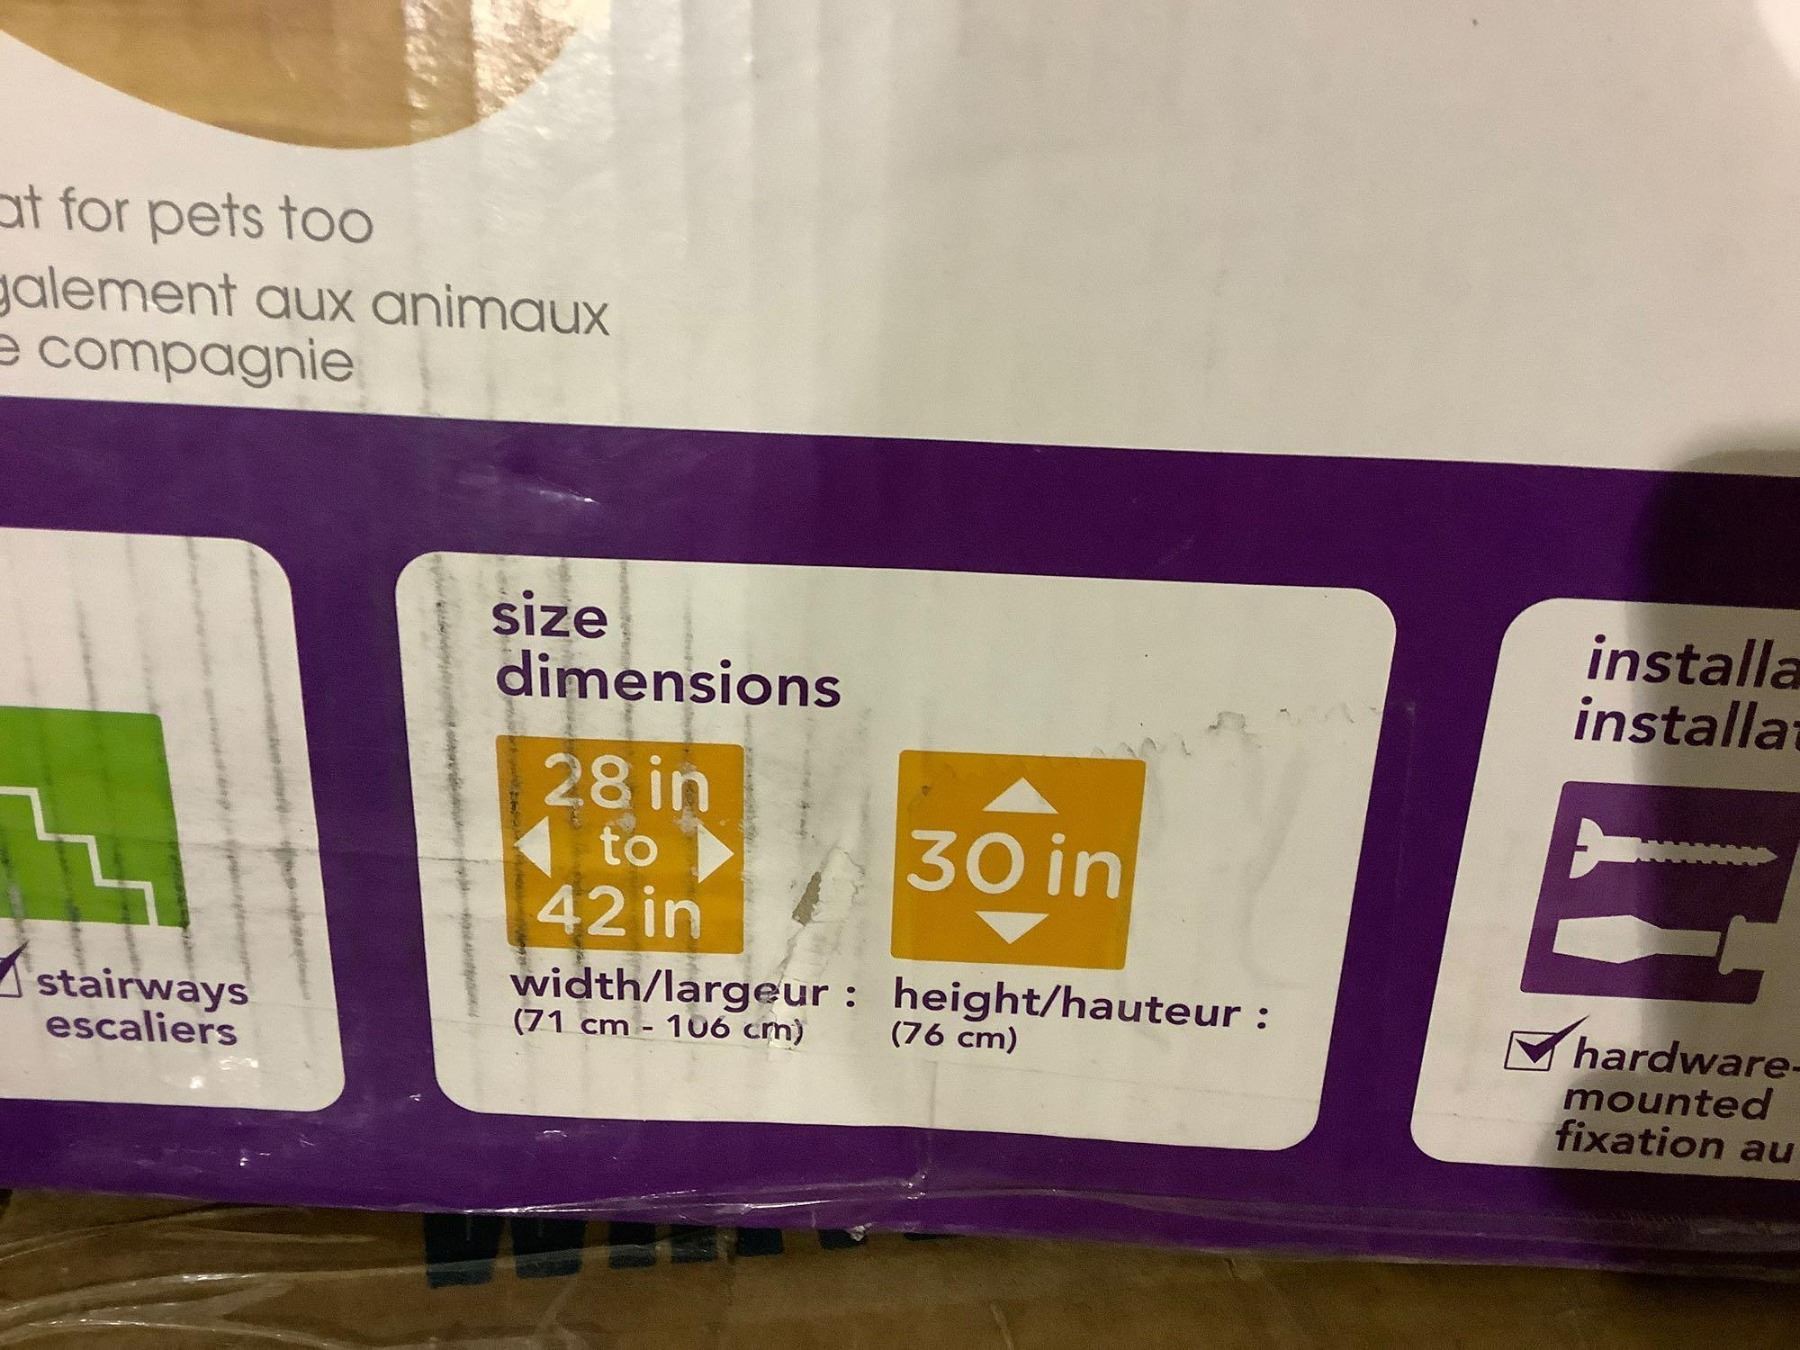 at for pets too
galement aux animaux
e compagnie
size
dimensions
28 in
to
42 in
width/largeur :
(71 cm - 106 cm)
30 in
height/hauteur :
(76 cm)
stairways
escaliers
installa
installat
hardware-
mounted
fixation au